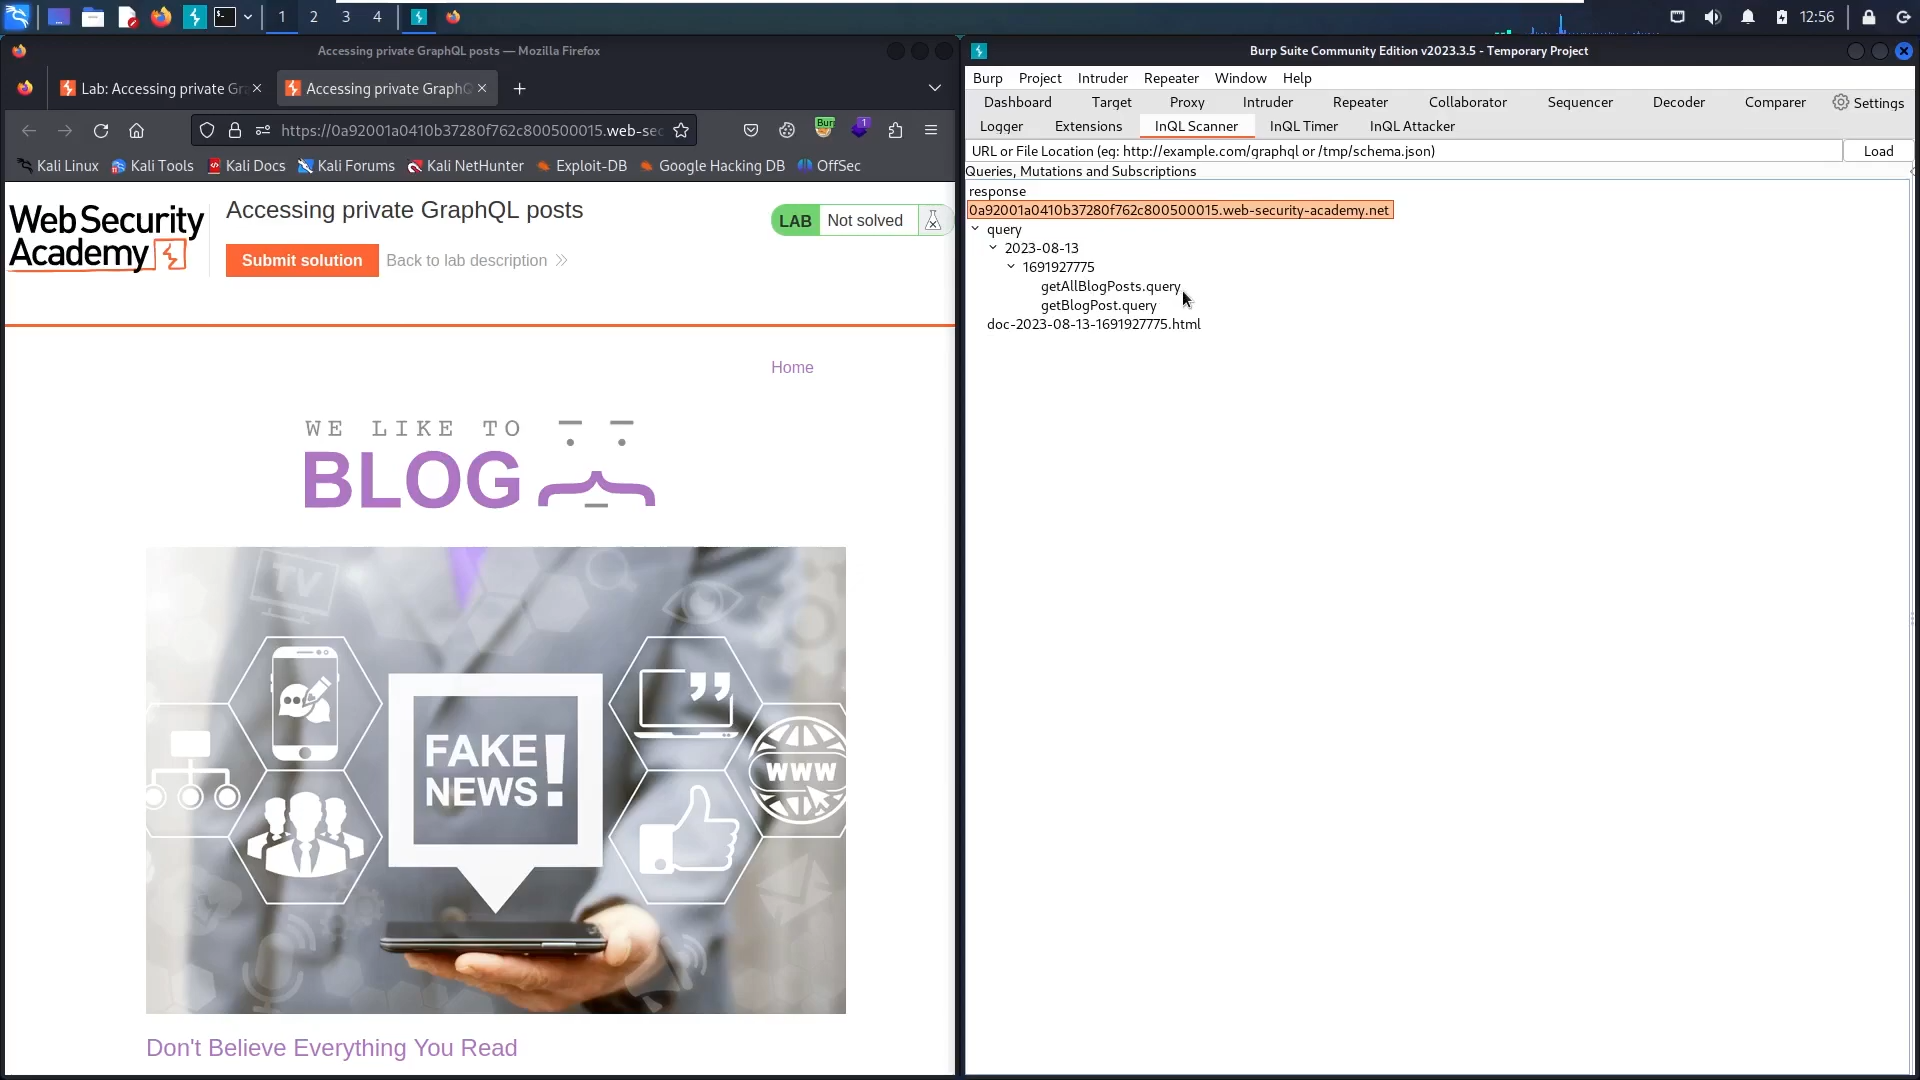 1
2
3
4
12:56
Accessing private GraphQL posts — Mozilla Firefox
Lab: Accessing private Gr
Accessing private GraphQ
https://0a92001a0410b37280f762c800500015.web-sec
Burp
1
Kali Linux
Kali Tools
Kali Docs
Kali Forums
Kali NetHunter
Exploit-DB
Google Hacking DB
OffSec
Web Security
Academy
Accessing private GraphQL posts
LAB
Not solved
Submit solution
Back to lab description
Home
WE LIKE TO
BLOG
TV
FAKE
NEWS!
www
Don't Believe Everything You Read
Burp Suite Community Edition v2023.3.5 - Temporary Project
Burp Project Intruder Repeater Window Help
Dashboard Target Proxy Intruder Repeater Collaborator Sequencer Decoder Comparer Settings
Logger Extensions InQL Scanner InQL Timer InQL Attacker
URL or File Location (eg: http://example.com/graphql or /tmp/schema.json)
Load
Queries, Mutations and Subscriptions
response
0a92001a0410b37280f762c800500015.web-security-academy.net
query
2023-08-13
1691927775
getAllBlogPosts.query
getBlogPost.query
doc-2023-08-13-1691927775.html